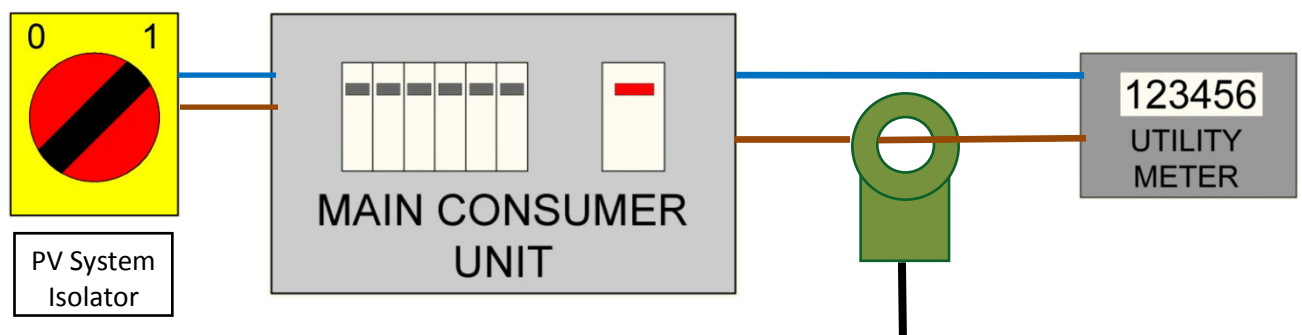 0 1
PV System
Isolator
MAIN CONSUMER
UNIT
123456
UTILITY
METER